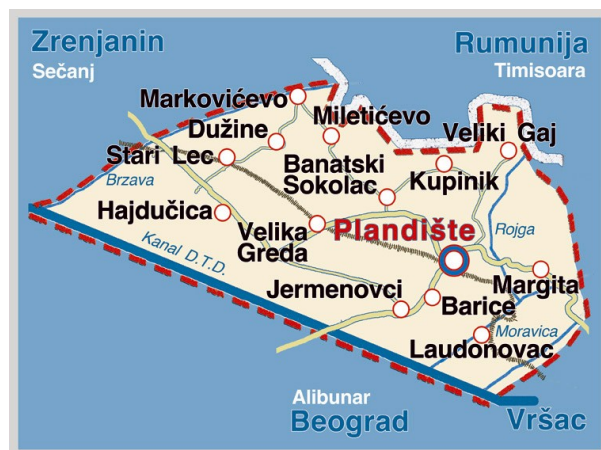 Zrenjanin
Sečanj
Rumunija
Timisoara
Markovićevo
Miletićevo
Dužine
Veliki Gaj
Stari Lec
Banatski
Sokolac
Kupinik
Brzava
Hajdučica
Velika
Greda
Plandište
Rojga
Kanal D.T.D.
Jermenovci
Margita
Barice
Moravica
Laudonovac
Alibunar
Beograd
Vršac